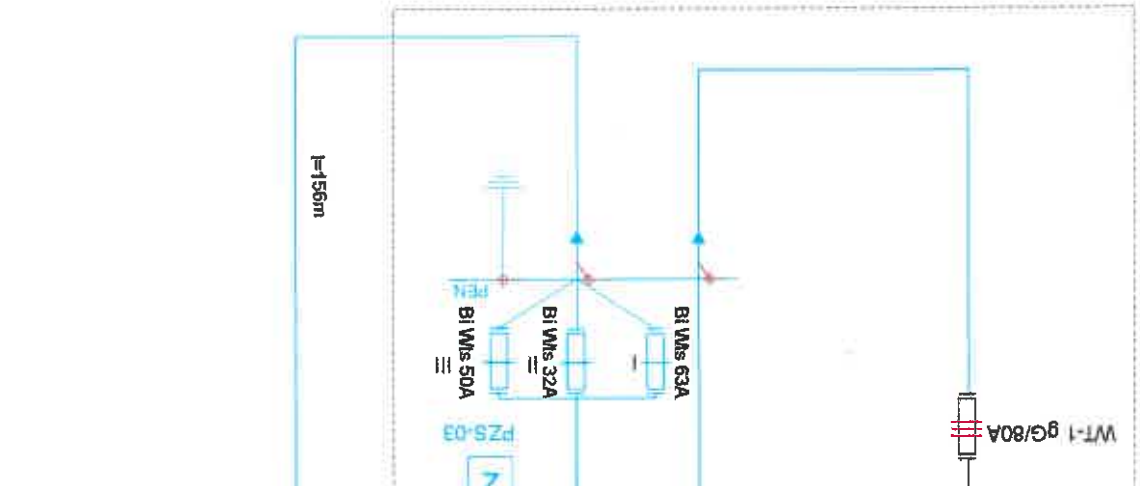 l=156m
PEN
Bi Wts 50A
III
Bi Wts 32A
II
Bi Wts 63A
I
PZS-03
Z
WT-1 gG/80A